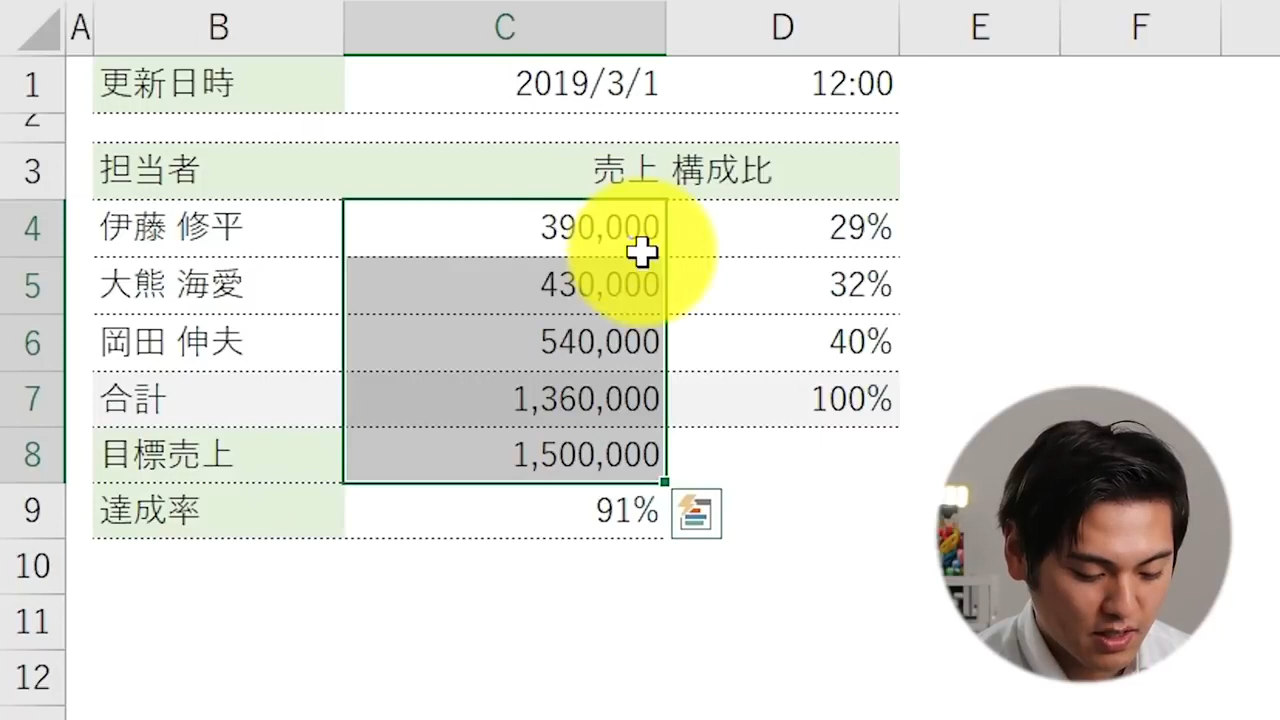 A B C D E F
1 更新日時 2019/3/1 12:00
2
3 担当者 売上 構成比
4 伊藤 修平 390,000 29%
5 大熊 海愛 430,000 32%
6 岡田 伸夫 540,000 40%
7 合計 1,360,000 100%
8 目標売上 1,500,000
9 達成率 91%
10
11
12